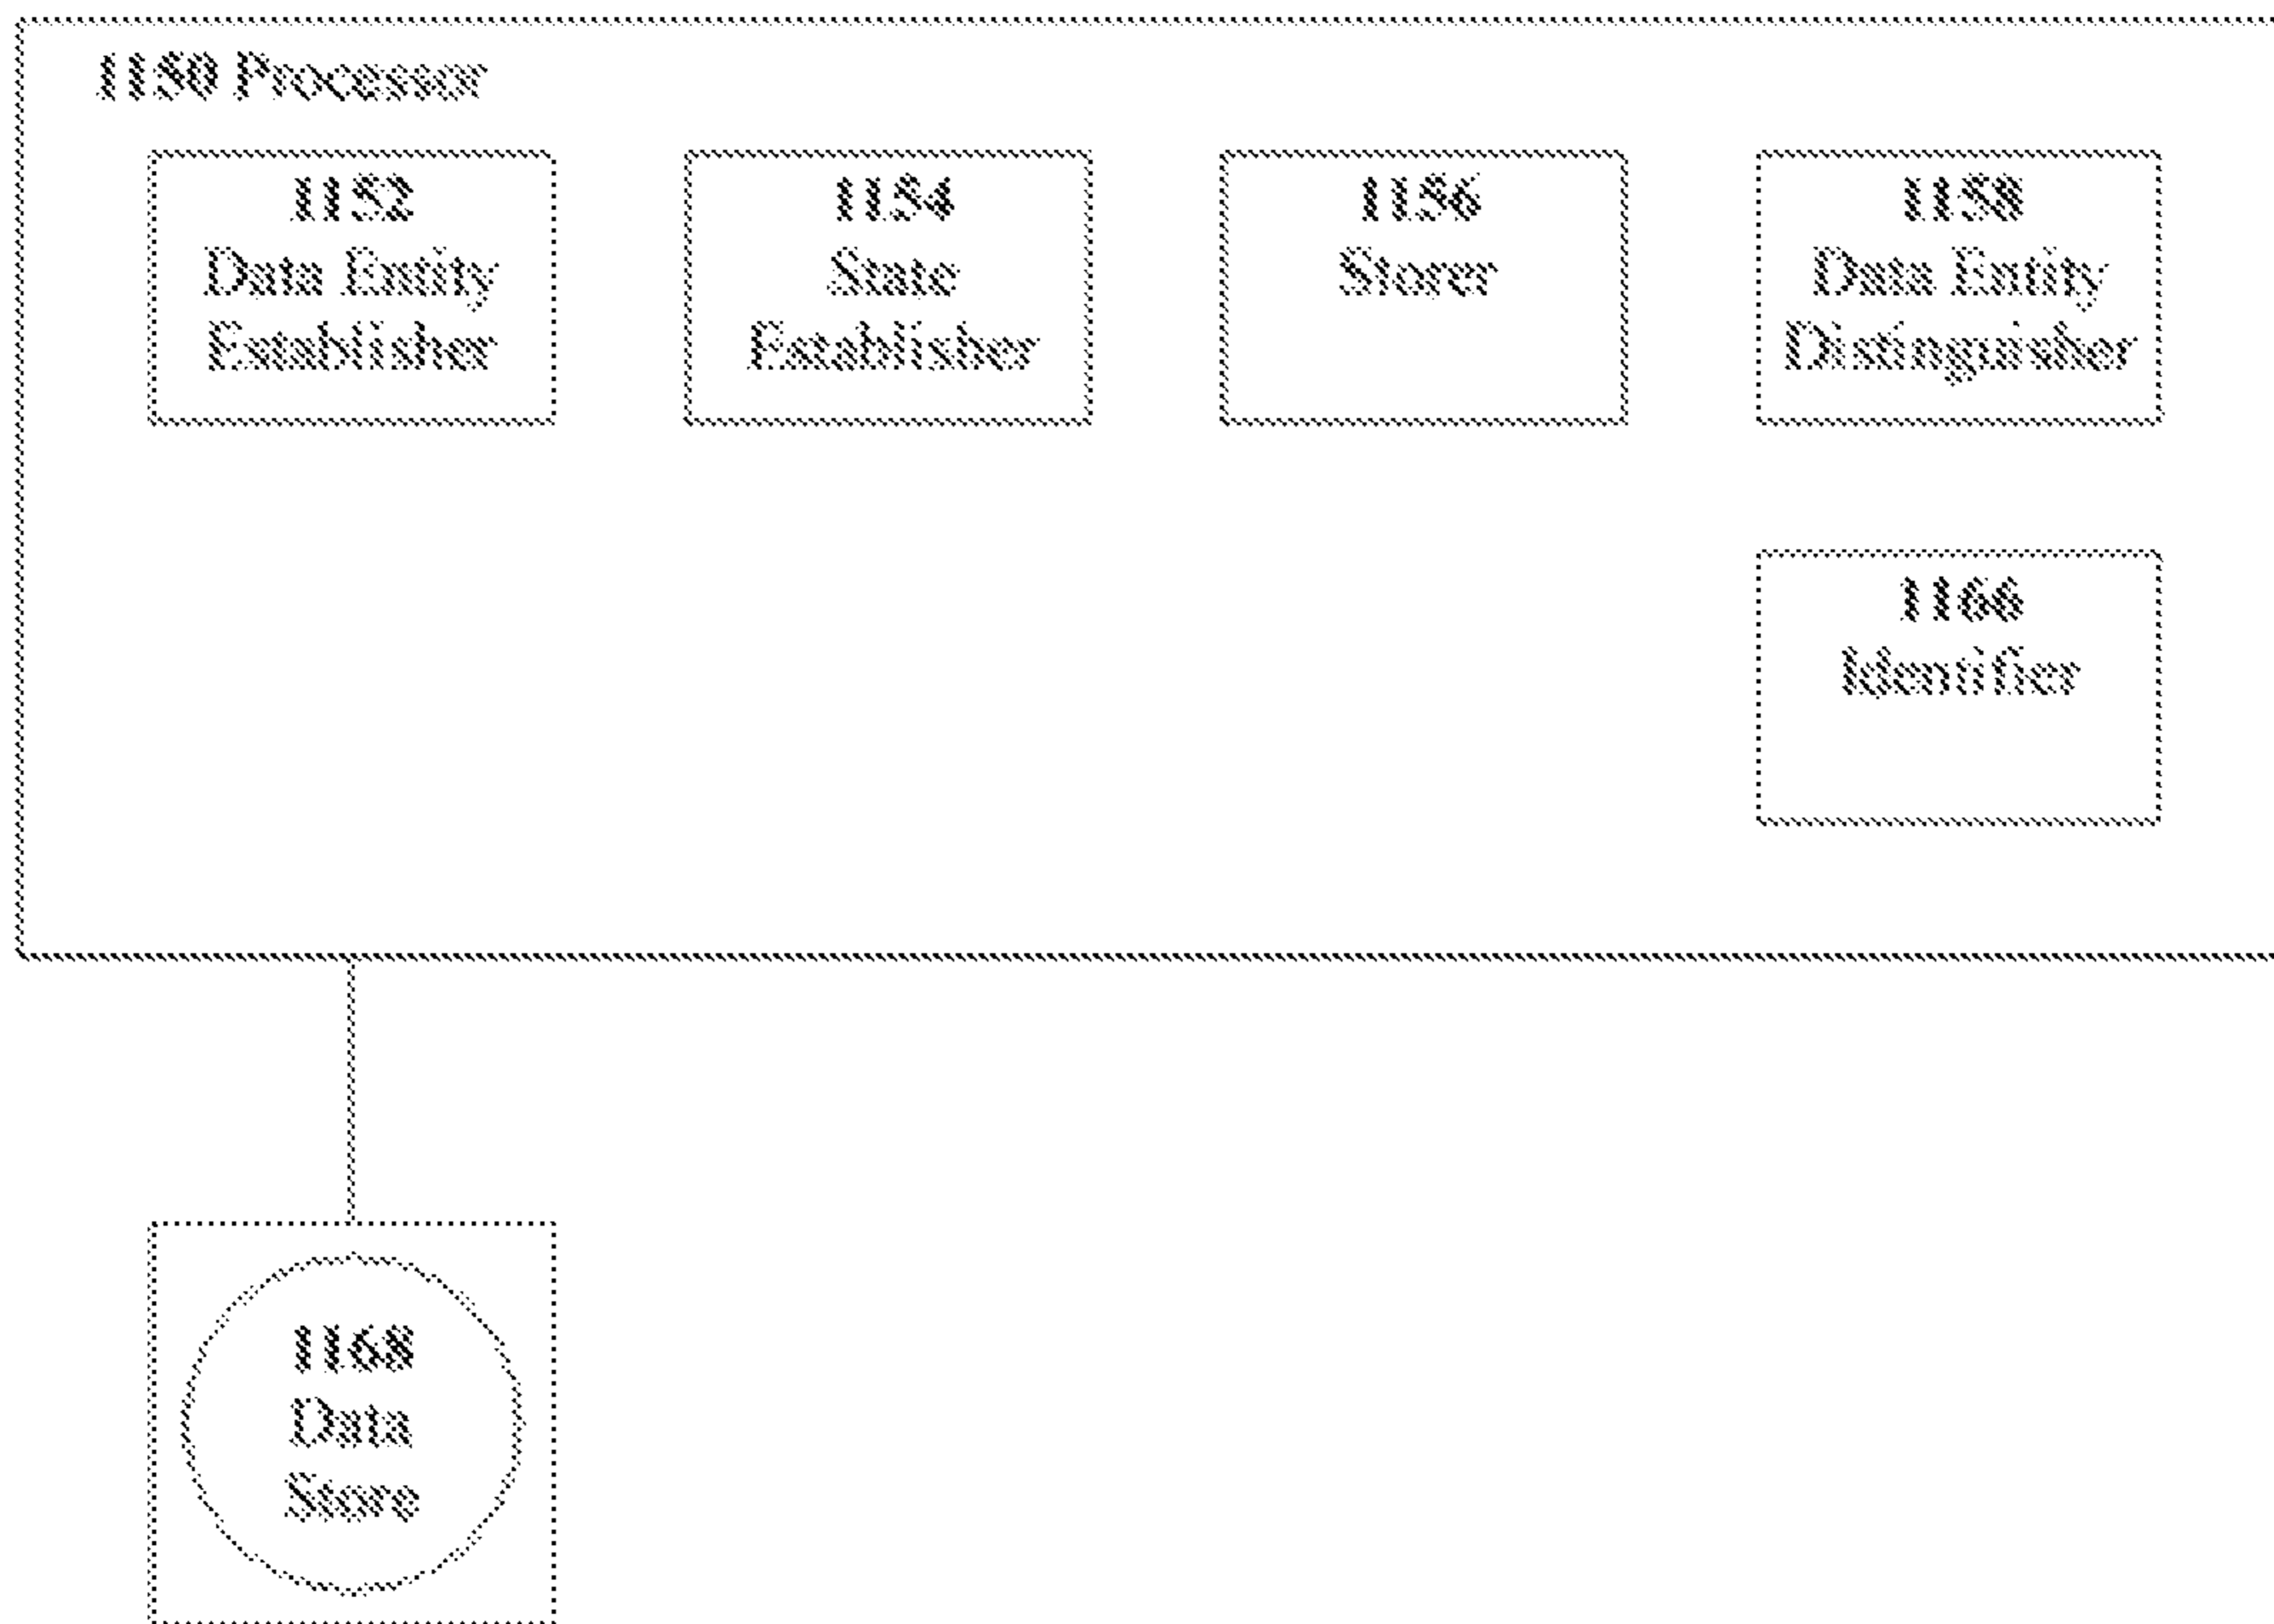 1150 Processor
1152
Data Entity
Establisher
1154
State
Establisher
1156
Storer
1158
Data Entity
Distinguisher
1166
Identifier
1168
Data
Store